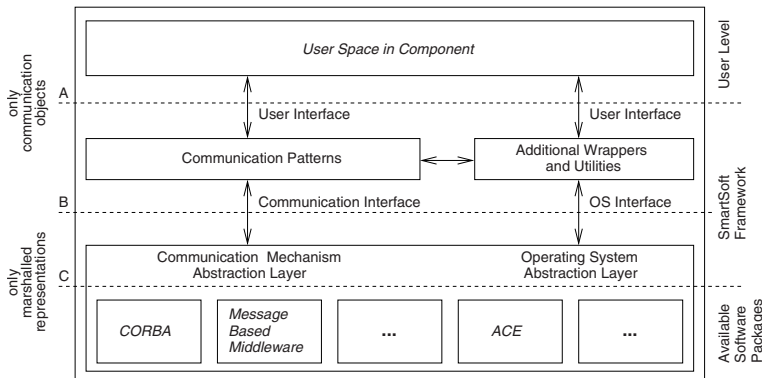 User Space in Component
User Level
only
communication
objects
A
User Interface
User Interface
Communication Patterns
Additional Wrappers
and Utilities
SmartSoft
Framework
B
Communication Interface
OS Interface
only
marshalled
representations
Communication Mechanism
Abstraction Layer
Operating System
Abstraction Layer
C
CORBA
Message
Based
Middleware
...
ACE
...
Available
Software
Packages